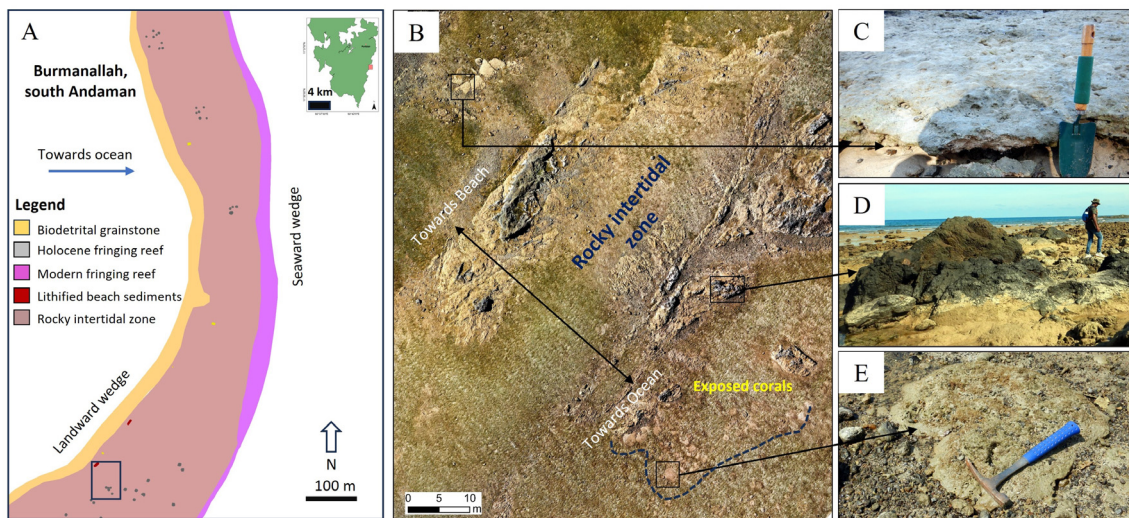 A
Burmanallah,
south Andaman
4 km
Towards ocean
Legend
Biodetrital grainstone
Holocene fringing reef
Modern fringing reef
Lithified beach sediments
Rocky intertidal zone
Landward wedge
Seaward wedge
N
100 m
B
Towards Beach
Rocky intertidal
zone
Towards Ocean
Exposed corals
0 5 10
m
C
D
E